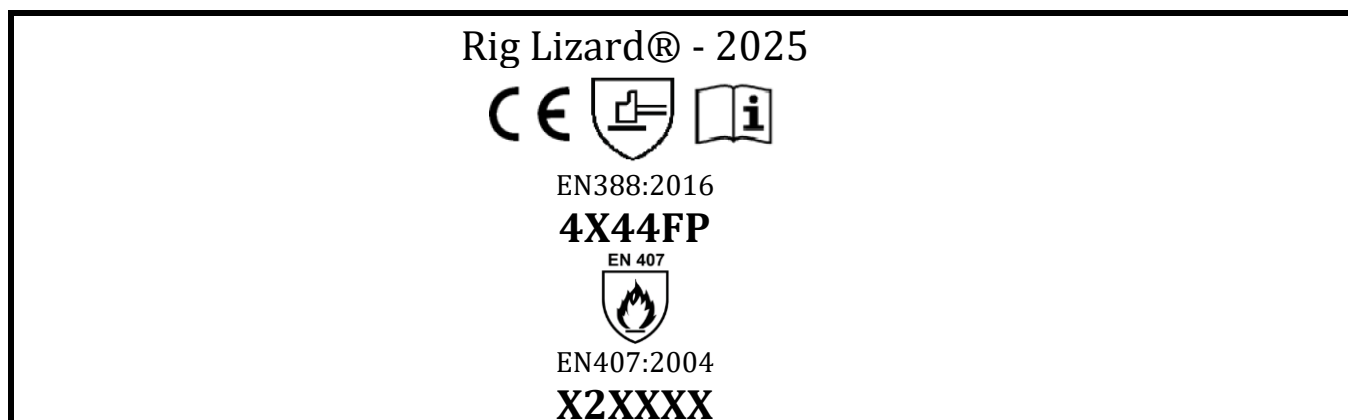 Rig Lizard® - 2025
CE i
EN388:2016
4X44FP
EN 407
EN407:2004
X2XXXX